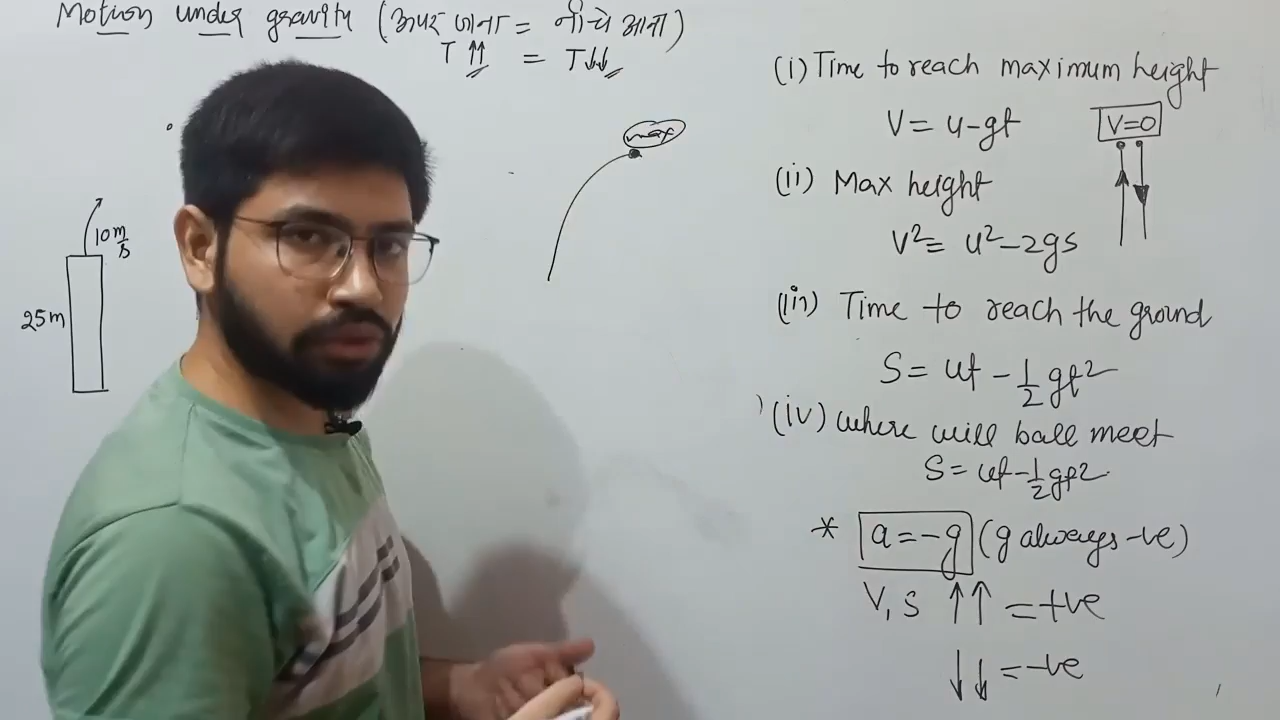 Motion under gravity (ऊपर जाना = नीचे आना)
T ↑↑ = T↓↓
max
10m/s
25m
(i) Time to reach maximum height
V = u-gt
V=0
(ii) Max height
V² = u²-2gs
(iii) Time to reach the ground
S = ut - 1/2 gt²
(iv) where will ball meet
S = ut - 1/2 gt²
* a = -g (g always -ve)
V, S ↑↑ = +ve
↓↓ = -ve